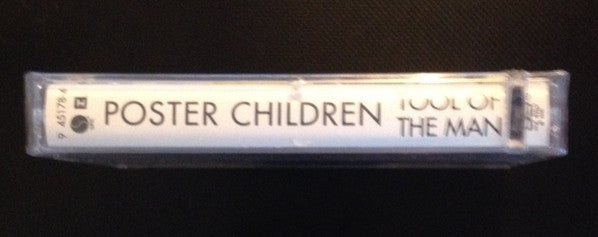 9 45178-4
POSTER CHILDREN
TOOL OF
THE MAN